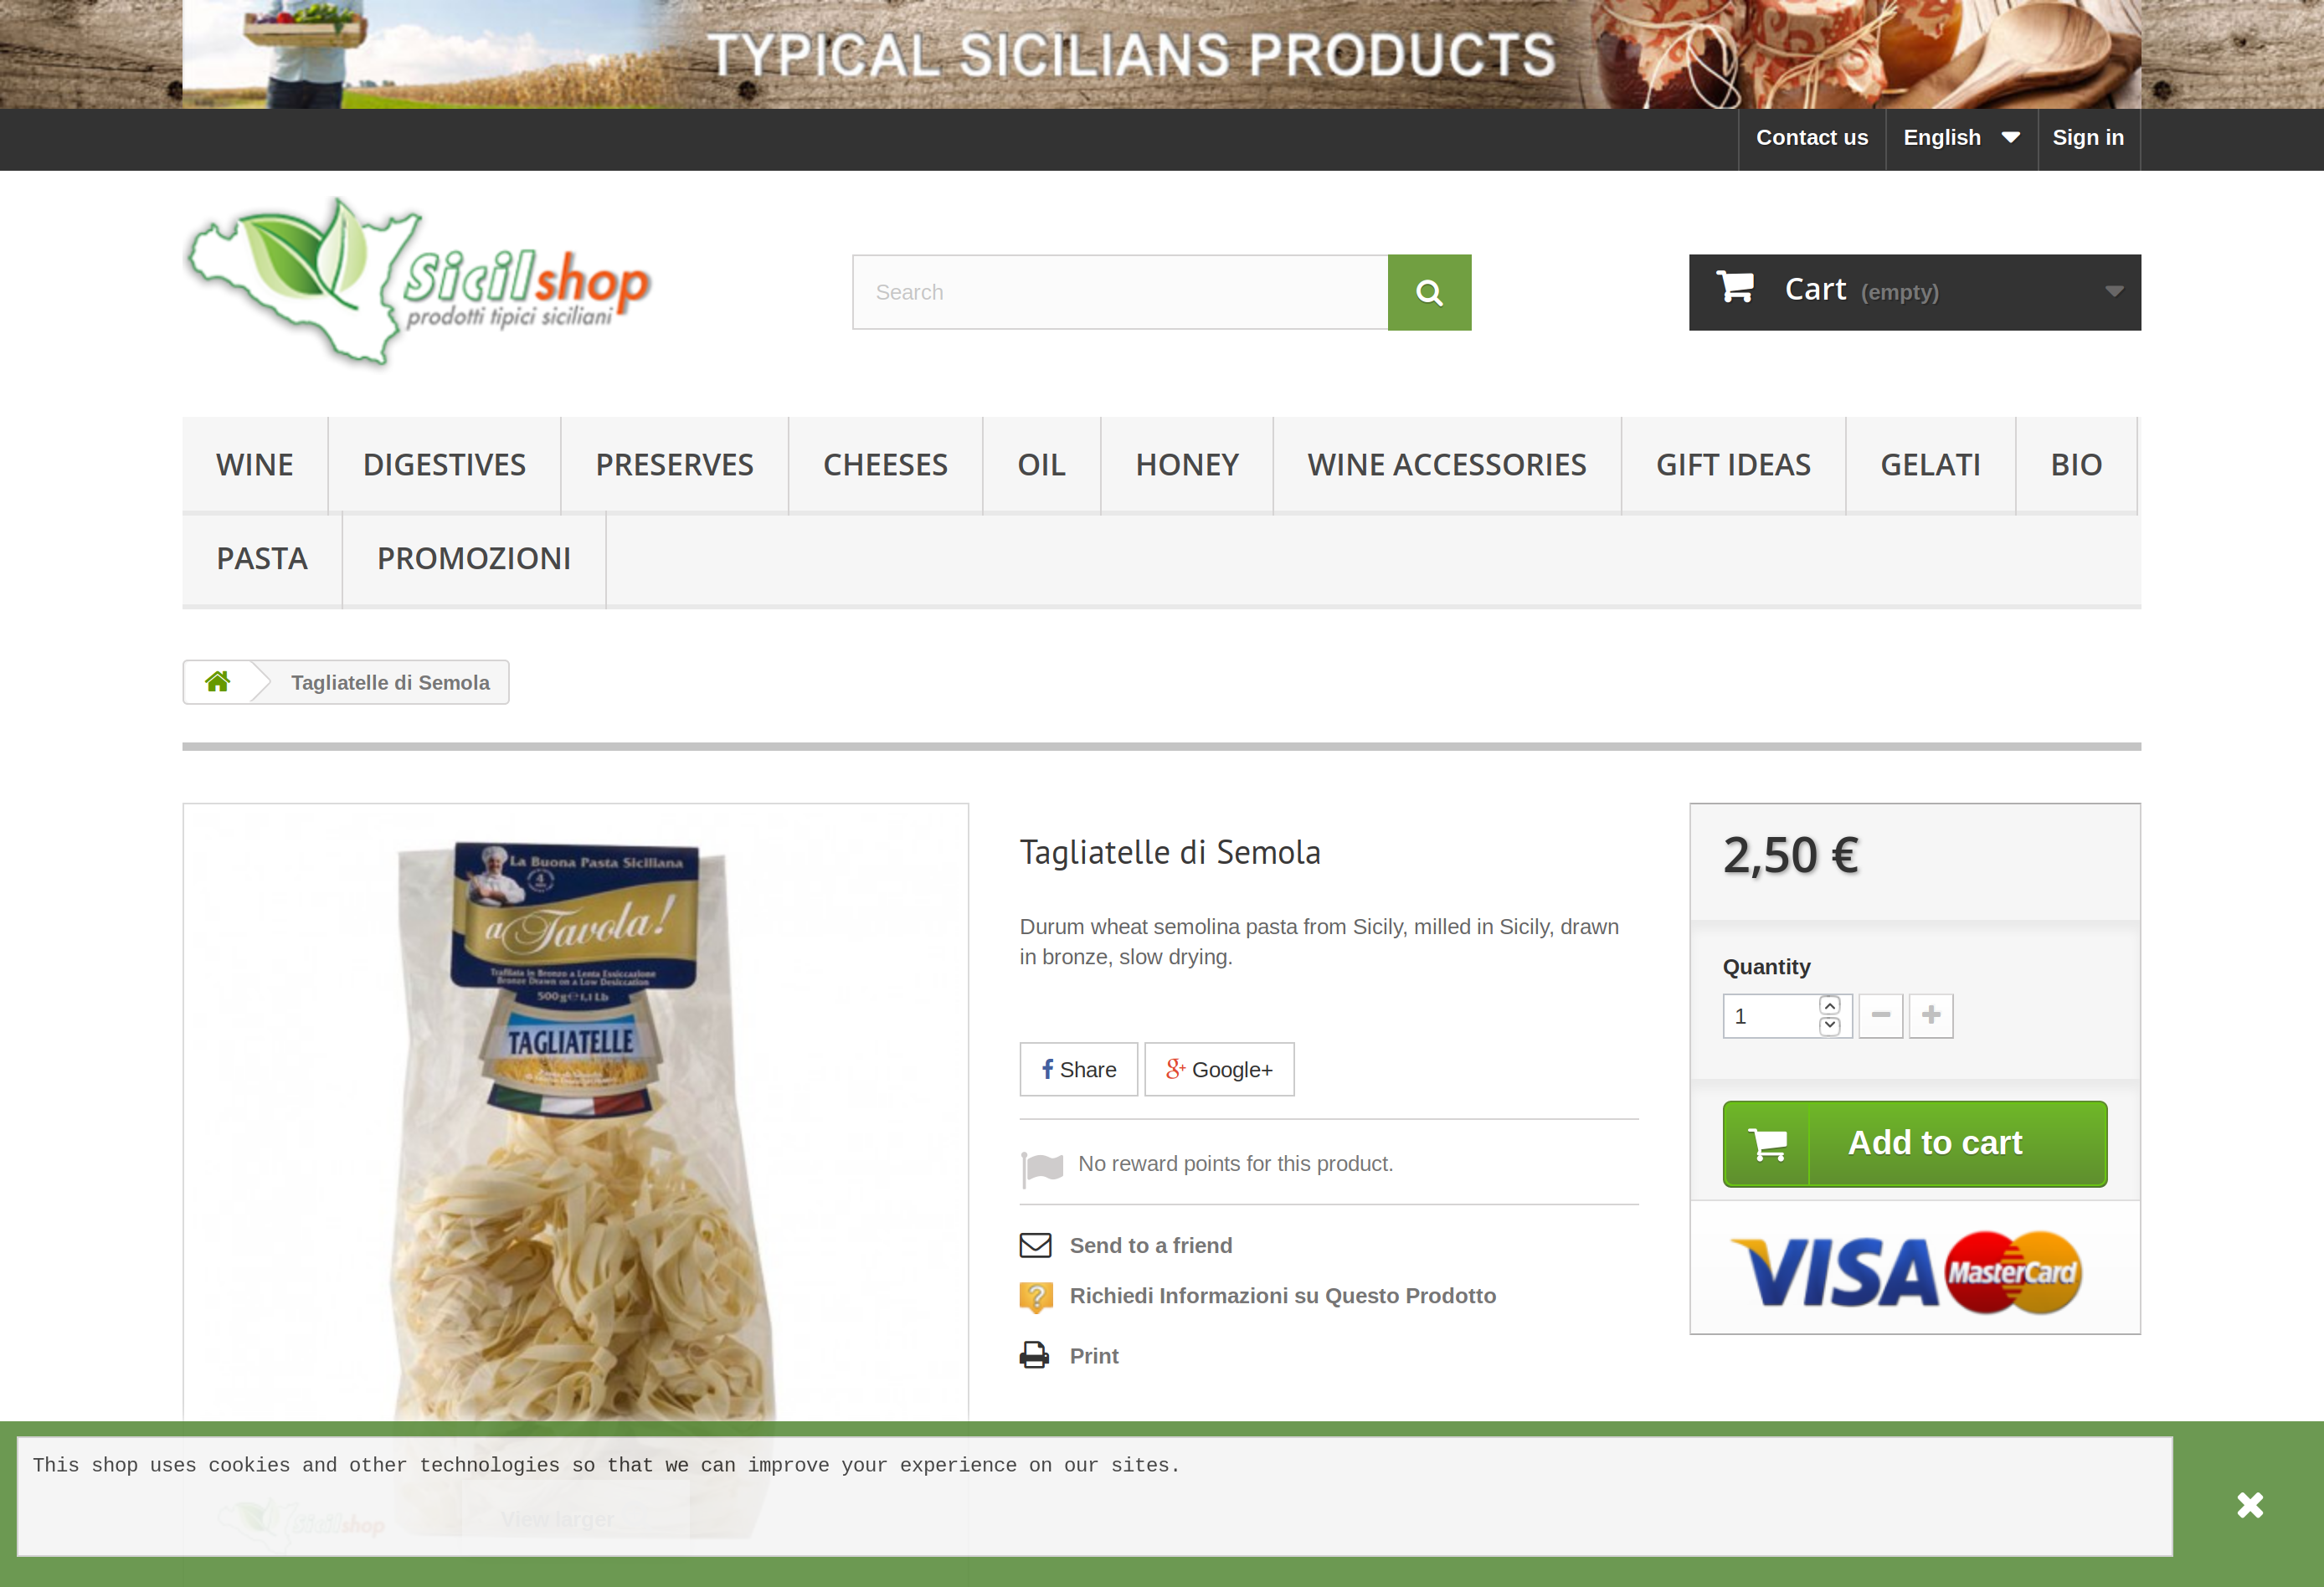 TYPICAL SICILIANS PRODUCTS
Contact us
English
Sign in
Sicilshop
prodotti tipici siciliani
Search
Cart (empty)
WINE
DIGESTIVES
PRESERVES
CHEESES
OIL
HONEY
WINE ACCESSORIES
GIFT IDEAS
GELATI
BIO
PASTA
PROMOZIONI
Tagliatelle di Semola
La Buona Pasta Siciliana
4
a Tavola!
Trafilata in Bronzo a Lenta Essiccazione
Bronze Drawn on a Low Desiccation
500g e 1,1 Lb
TAGLIATELLE
Tagliatelle di Semola
Durum wheat semolina pasta from Sicily, milled in Sicily, drawn
in bronze, slow drying.
Share
Google+
No reward points for this product.
Send to a friend
Richiedi Informazioni su Questo Prodotto
Print
2,50 €
Quantity
1
Add to cart
VISA MasterCard
This shop uses cookies and other technologies so that we can improve your experience on our sites.
Sicilshop
View larger